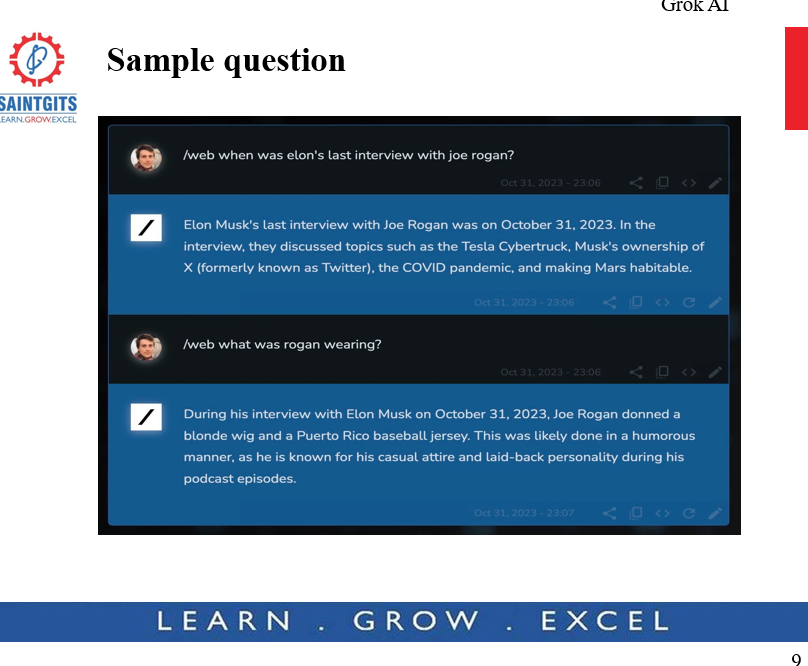 Grok AI
Sample question
SAINTGITS
LEARN.GROW.EXCEL
/web when was elon's last interview with joe rogan?
Oct 31, 2023 - 23:06
Elon Musk's last interview with Joe Rogan was on October 31, 2023. In the
interview, they discussed topics such as the Tesla Cybertruck, Musk's ownership of
X (formerly known as Twitter), the COVID pandemic, and making Mars habitable.
Oct 31, 2023 - 23:06
/web what was rogan wearing?
Oct 31, 2023 - 23:06
During his interview with Elon Musk on October 31, 2023, Joe Rogan donned a
blonde wig and a Puerto Rico baseball jersey. This was likely done in a humorous
manner, as he is known for his casual attire and laid-back personality during his
podcast episodes.
Oct 31, 2023 - 23:07
LEARN . GROW . EXCEL
9